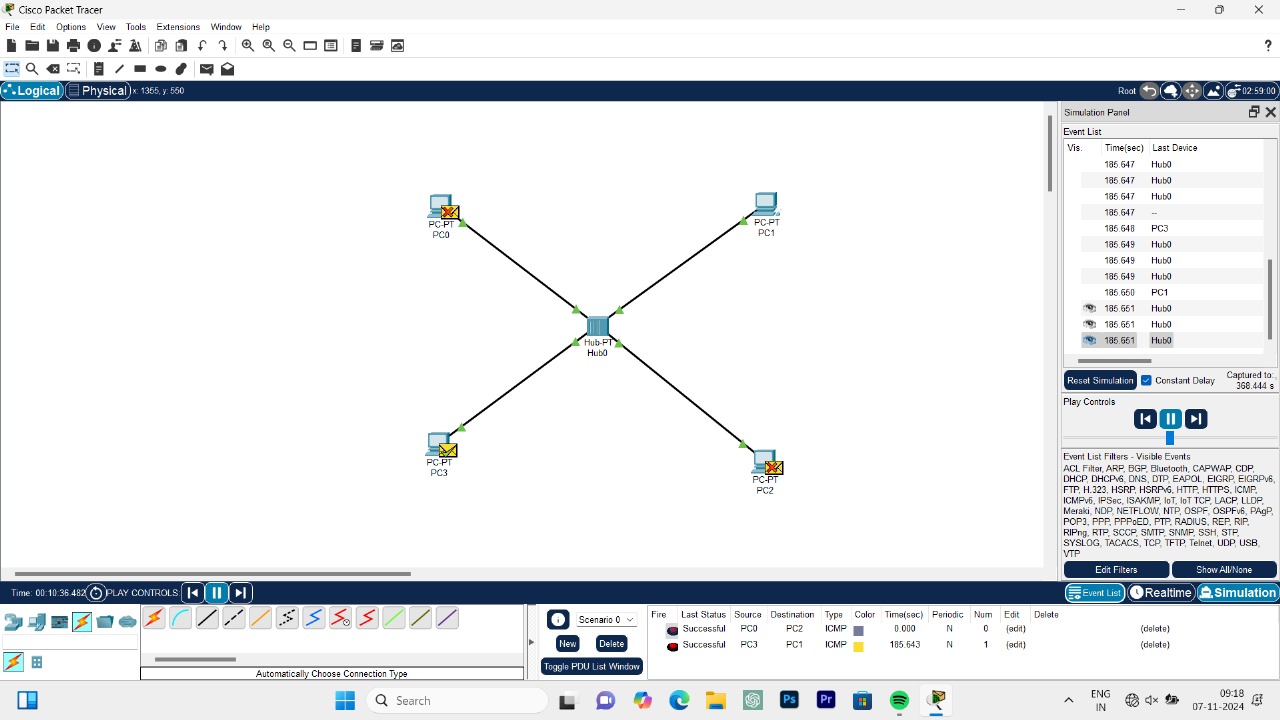 Cisco Packet Tracer
File Edit Options View Tools Extensions Window Help
?
Logical Physical x: 1355, y: 550 Root 02:59:00
Simulation Panel
Event List
Vis. Time(sec) Last Device
185.647 Hub0
185.647 Hub0
185.647 Hub0
185.647 --
185.648 PC3
185.649 Hub0
185.649 Hub0
185.649 Hub0
185.650 PC1
185.651 Hub0
185.651 Hub0
185.651 Hub0
Reset Simulation Constant Delay Captured to:
368.444 s
Play Controls
Event List Filters - Visible Events
ACL Filter, ARP, BGP, Bluetooth, CAPWAP, CDP,
DHCP, DHCPv6, DNS, DTP, EAPOL, EIGRP, EIGRPv6,
FTP, H.323, HSRP, HSRPv6, HTTP, HTTPS, ICMP,
ICMPv6, IPSec, ISAKMP, IoT, IoT TCP, LACP, LLDP,
Meraki, NDP, NETFLOW, NTP, OSPF, OSPFv6, PAgP,
POP3, PPP, PPPoED, PTP, RADIUS, REP, RIP,
RIPng, RTP, SCCP, SMTP, SNMP, SSH, STP,
SYSLOG, TACACS, TCP, TFTP, Telnet, UDP, USB,
VTP
Edit Filters Show All/None
PC-PT
PC0
PC-PT
PC1
Hub-PT
Hub0
PC-PT
PC3
PC-PT
PC2
Time: 00:10:36.482 PLAY CONTROLS: Event List Realtime Simulation
Scenario 0
New Delete
Toggle PDU List Window
Automatically Choose Connection Type
Fire Last Status Source Destination Type Color Time(sec) Periodic Num Edit Delete
Successful PC0 PC2 ICMP 0.000 N 0 (edit) (delete)
Successful PC3 PC1 ICMP 185.643 N 1 (edit) (delete)
Search
Ps Pr
ENG
IN
09:18
07-11-2024